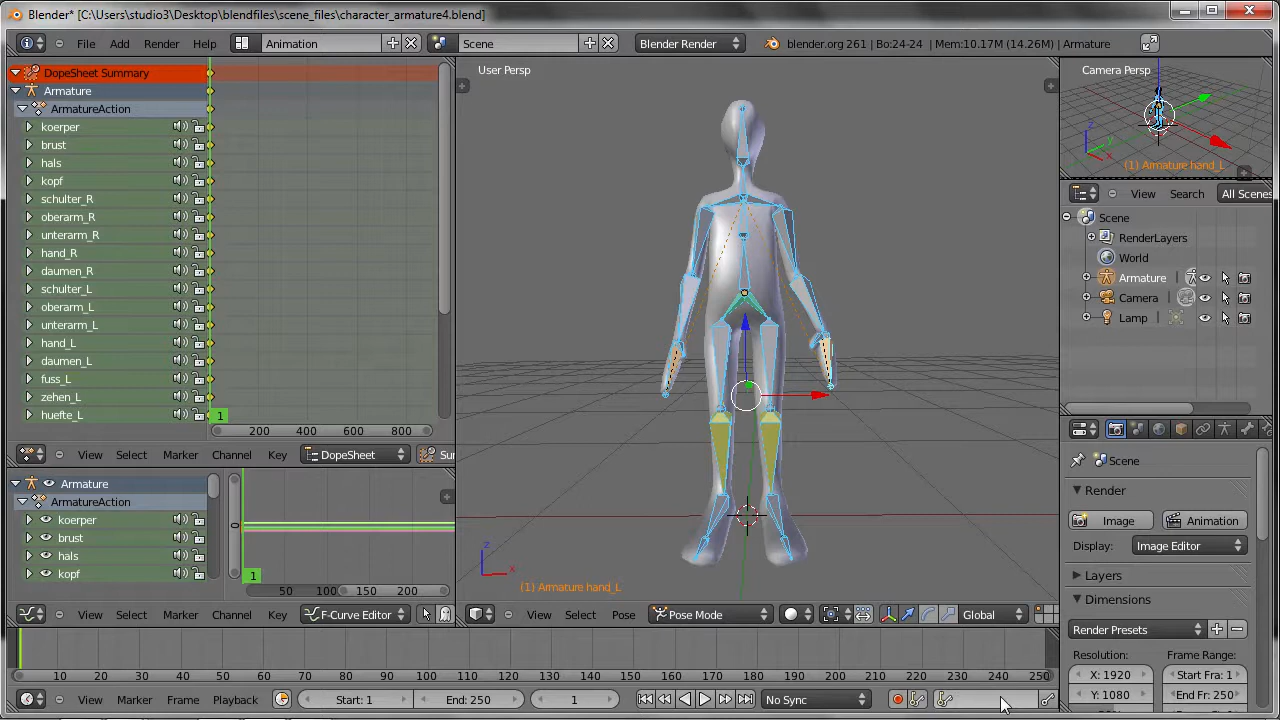 Blender* [C:\Users\studio3\Desktop\blendfiles\scene_files\character_armature4.blend]
File Add Render Help Animation Scene Blender Render blender.org 261 | Bo:24-24 | Mem:10.17M (14.26M) | Armature
DopeSheet Summary
Armature
ArmatureAction
koerper
brust
hals
kopf
schulter_R
oberarm_R
unterarm_R
hand_R
daumen_R
schulter_L
oberarm_L
unterarm_L
hand_L
daumen_L
fuss_L
zehen_L
huefte_L
1
200 400 600 800
View Select Marker Channel Key DopeSheet
Armature
ArmatureAction
koerper
brust
hals
kopf
0
1
50 100 150 200
View Select Marker Channel Key F-Curve Editor
User Persp
z
x
(1) Armature hand_L
View Select Pose Pose Mode Global
Camera Persp
z
y
x
(1) Armature hand_L
View Search All Scenes
Scene
RenderLayers
World
Armature
Camera
Lamp
Scene
Render
Image Animation
Display: Image Editor
Layers
Dimensions
Render Presets
Resolution: Frame Range:
X: 1920 Start Fra: 1
Y: 1080 End Fr: 250
10 20 30 40 50 60 70 80 90 100 110 120 130 140 150 160 170 180 190 200 210 220 230 240 250
View Marker Frame Playback Start: 1 End: 250 1 No Sync